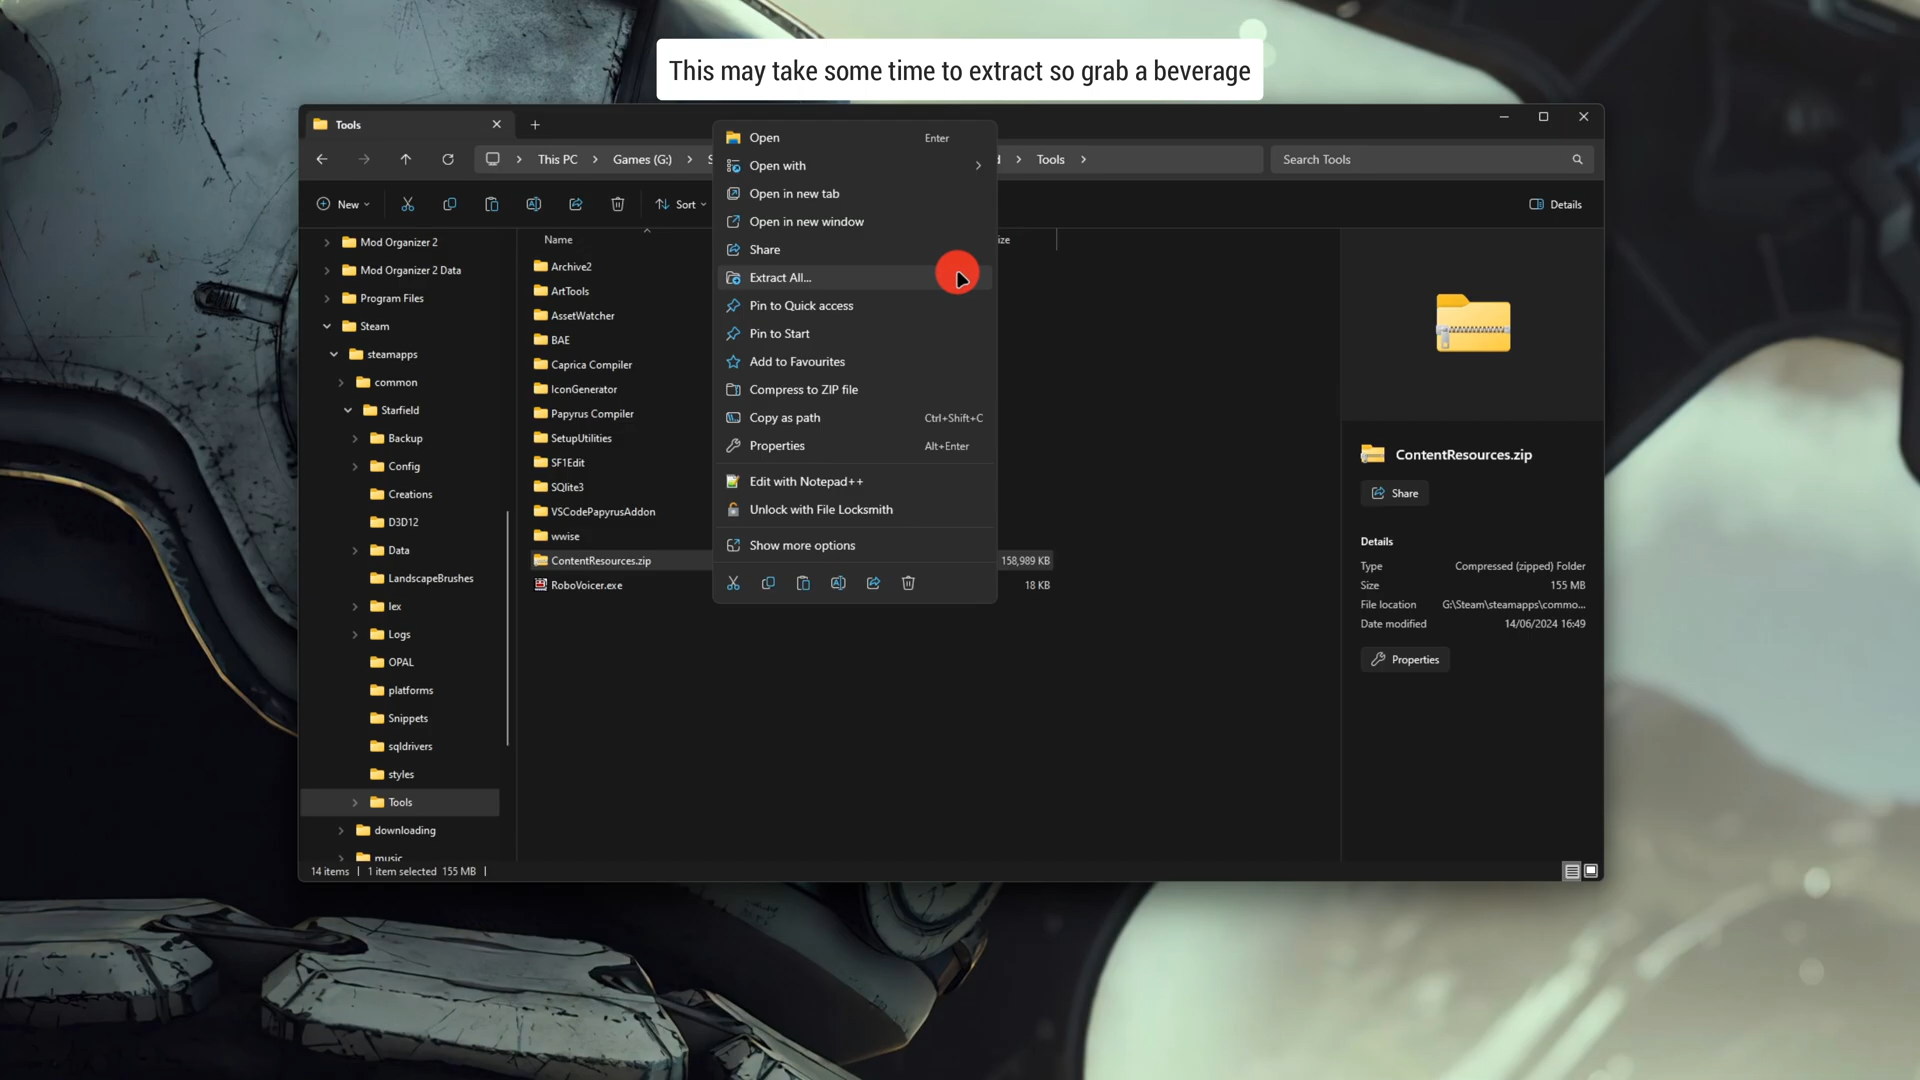 This may take some time to extract so grab a beverage
Tools
This PC
Games (G:)
Tools
Search Tools
New
Sort
Details
Mod Organizer 2
Mod Organizer 2 Data
Program Files
Steam
steamapps
common
Starfield
Backup
Config
Creations
D3D12
Data
LandscapeBrushes
lex
Logs
OPAL
platforms
Snippets
sqldrivers
styles
Tools
downloading
music
Name
Archive2
ArtTools
AssetWatcher
BAE
Caprica Compiler
IconGenerator
Papyrus Compiler
SetupUtilities
SF1Edit
SQlite3
VSCodePapyrusAddon
wwise
ContentResources.zip 158,989 KB
RoboVoicer.exe 18 KB
Open Enter
Open with
Open in new tab
Open in new window
Share
Extract All...
Pin to Quick access
Pin to Start
Add to Favourites
Compress to ZIP file
Copy as path Ctrl+Shift+C
Properties Alt+Enter
Edit with Notepad++
Unlock with File Locksmith
Show more options
ContentResources.zip
Share
Details
Type Compressed (zipped) Folder
Size 155 MB
File location G:\Steam\steamapps\commo...
Date modified 14/06/2024 16:49
Properties
14 items 1 item selected 155 MB